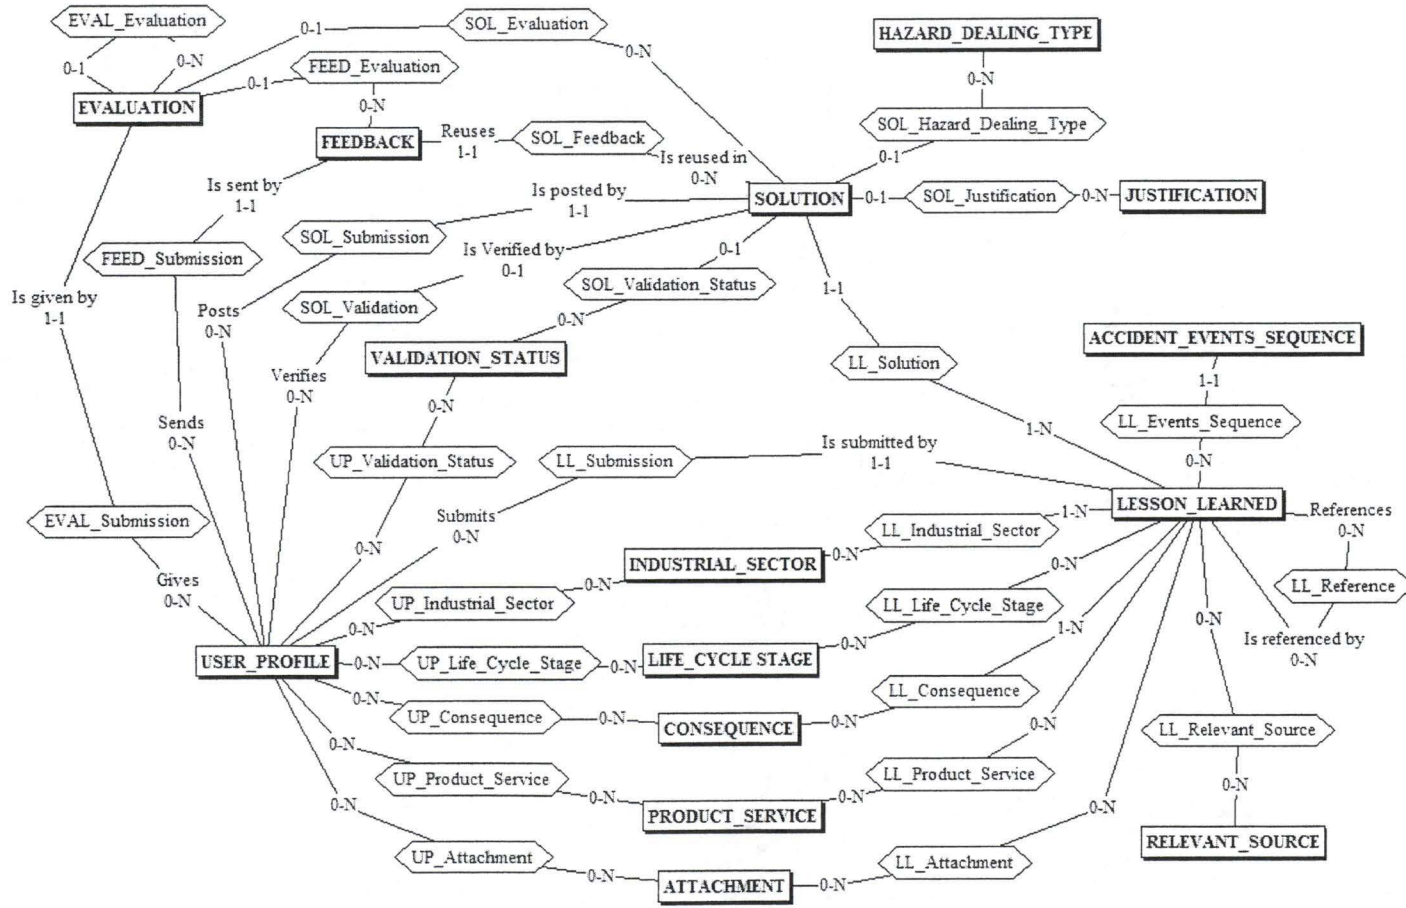 EVAL_Evaluation
0-1
0-N
EVALUATION
0-1
SOL_Evaluation
0-N
0-1
FEED_Evaluation
0-N
FEEDBACK
Reuses
1-1
SOL_Feedback
Is reused in
0-N
HAZARD_DEALING_TYPE
0-N
SOL_Hazard_Dealing_Type
0-1
SOLUTION
0-1
SOL_Justification
0-N
JUSTIFICATION
Is sent by
1-1
FEED_Submission
Is posted by
1-1
SOL_Submission
Posts
0-N
Is Verified by
0-1
SOL_Validation
Verifies
0-N
0-1
SOL_Validation_Status
0-N
VALIDATION_STATUS
0-N
UP_Validation_Status
0-N
Is given by
1-1
Sends
0-N
EVAL_Submission
Gives
0-N
1-1
LL_Solution
1-N
ACCIDENT_EVENTS_SEQUENCE
1-1
LL_Events_Sequence
0-N
LL_Submission
Is submitted by
1-1
Submits
0-N
LESSON_LEARNED
References
0-N
LL_Reference
Is referenced by
0-N
USER_PROFILE
0-N
UP_Industrial_Sector
0-N
INDUSTRIAL_SECTOR
0-N
LL_Industrial_Sector
1-N
0-N
UP_Life_Cycle_Stage
0-N
LIFE_CYCLE STAGE
0-N
LL_Life_Cycle_Stage
0-N
0-N
UP_Consequence
0-N
CONSEQUENCE
0-N
LL_Consequence
1-N
0-N
UP_Product_Service
0-N
PRODUCT_SERVICE
0-N
LL_Product_Service
0-N
0-N
UP_Attachment
0-N
ATTACHMENT
0-N
LL_Attachment
0-N
0-N
LL_Relevant_Source
0-N
RELEVANT_SOURCE